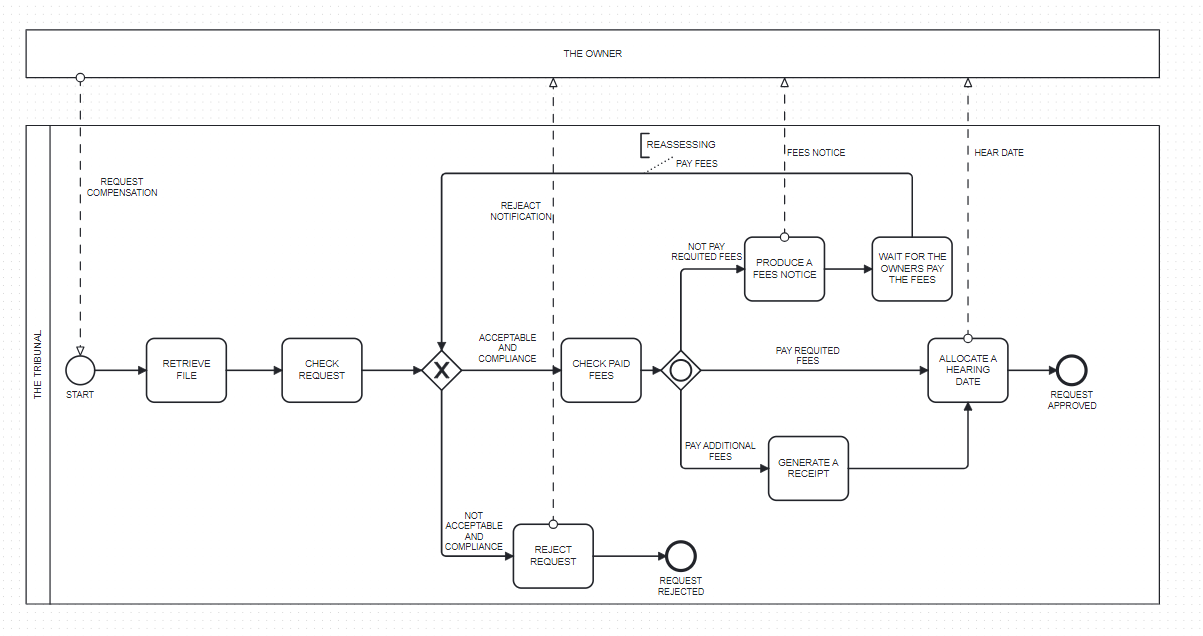 THE OWNER
THE TRIBUNAL
REASSESSING
PAY FEES
FEES NOTICE
HEAR DATE
REQUEST
COMPENSATION
REJEACT
NOTIFICATION
NOT PAY
REQUITED FEES
PRODUCE A
FEES NOTICE
WAIT FOR THE
OWNERS PAY
THE FEES
START
RETRIEVE
FILE
CHECK
REQUEST
X
ACCEPTABLE
AND
COMPLIANCE
CHECK PAID
FEES
PAY REQUITED
FEES
ALLOCATE A
HEARING
DATE
REQUEST
APPROVED
PAY ADDITIONAL
FEES
GENERATE A
RECEIPT
NOT
ACCEPTABLE
AND
COMPLIANCE
REJECT
REQUEST
REQUEST
REJECTED